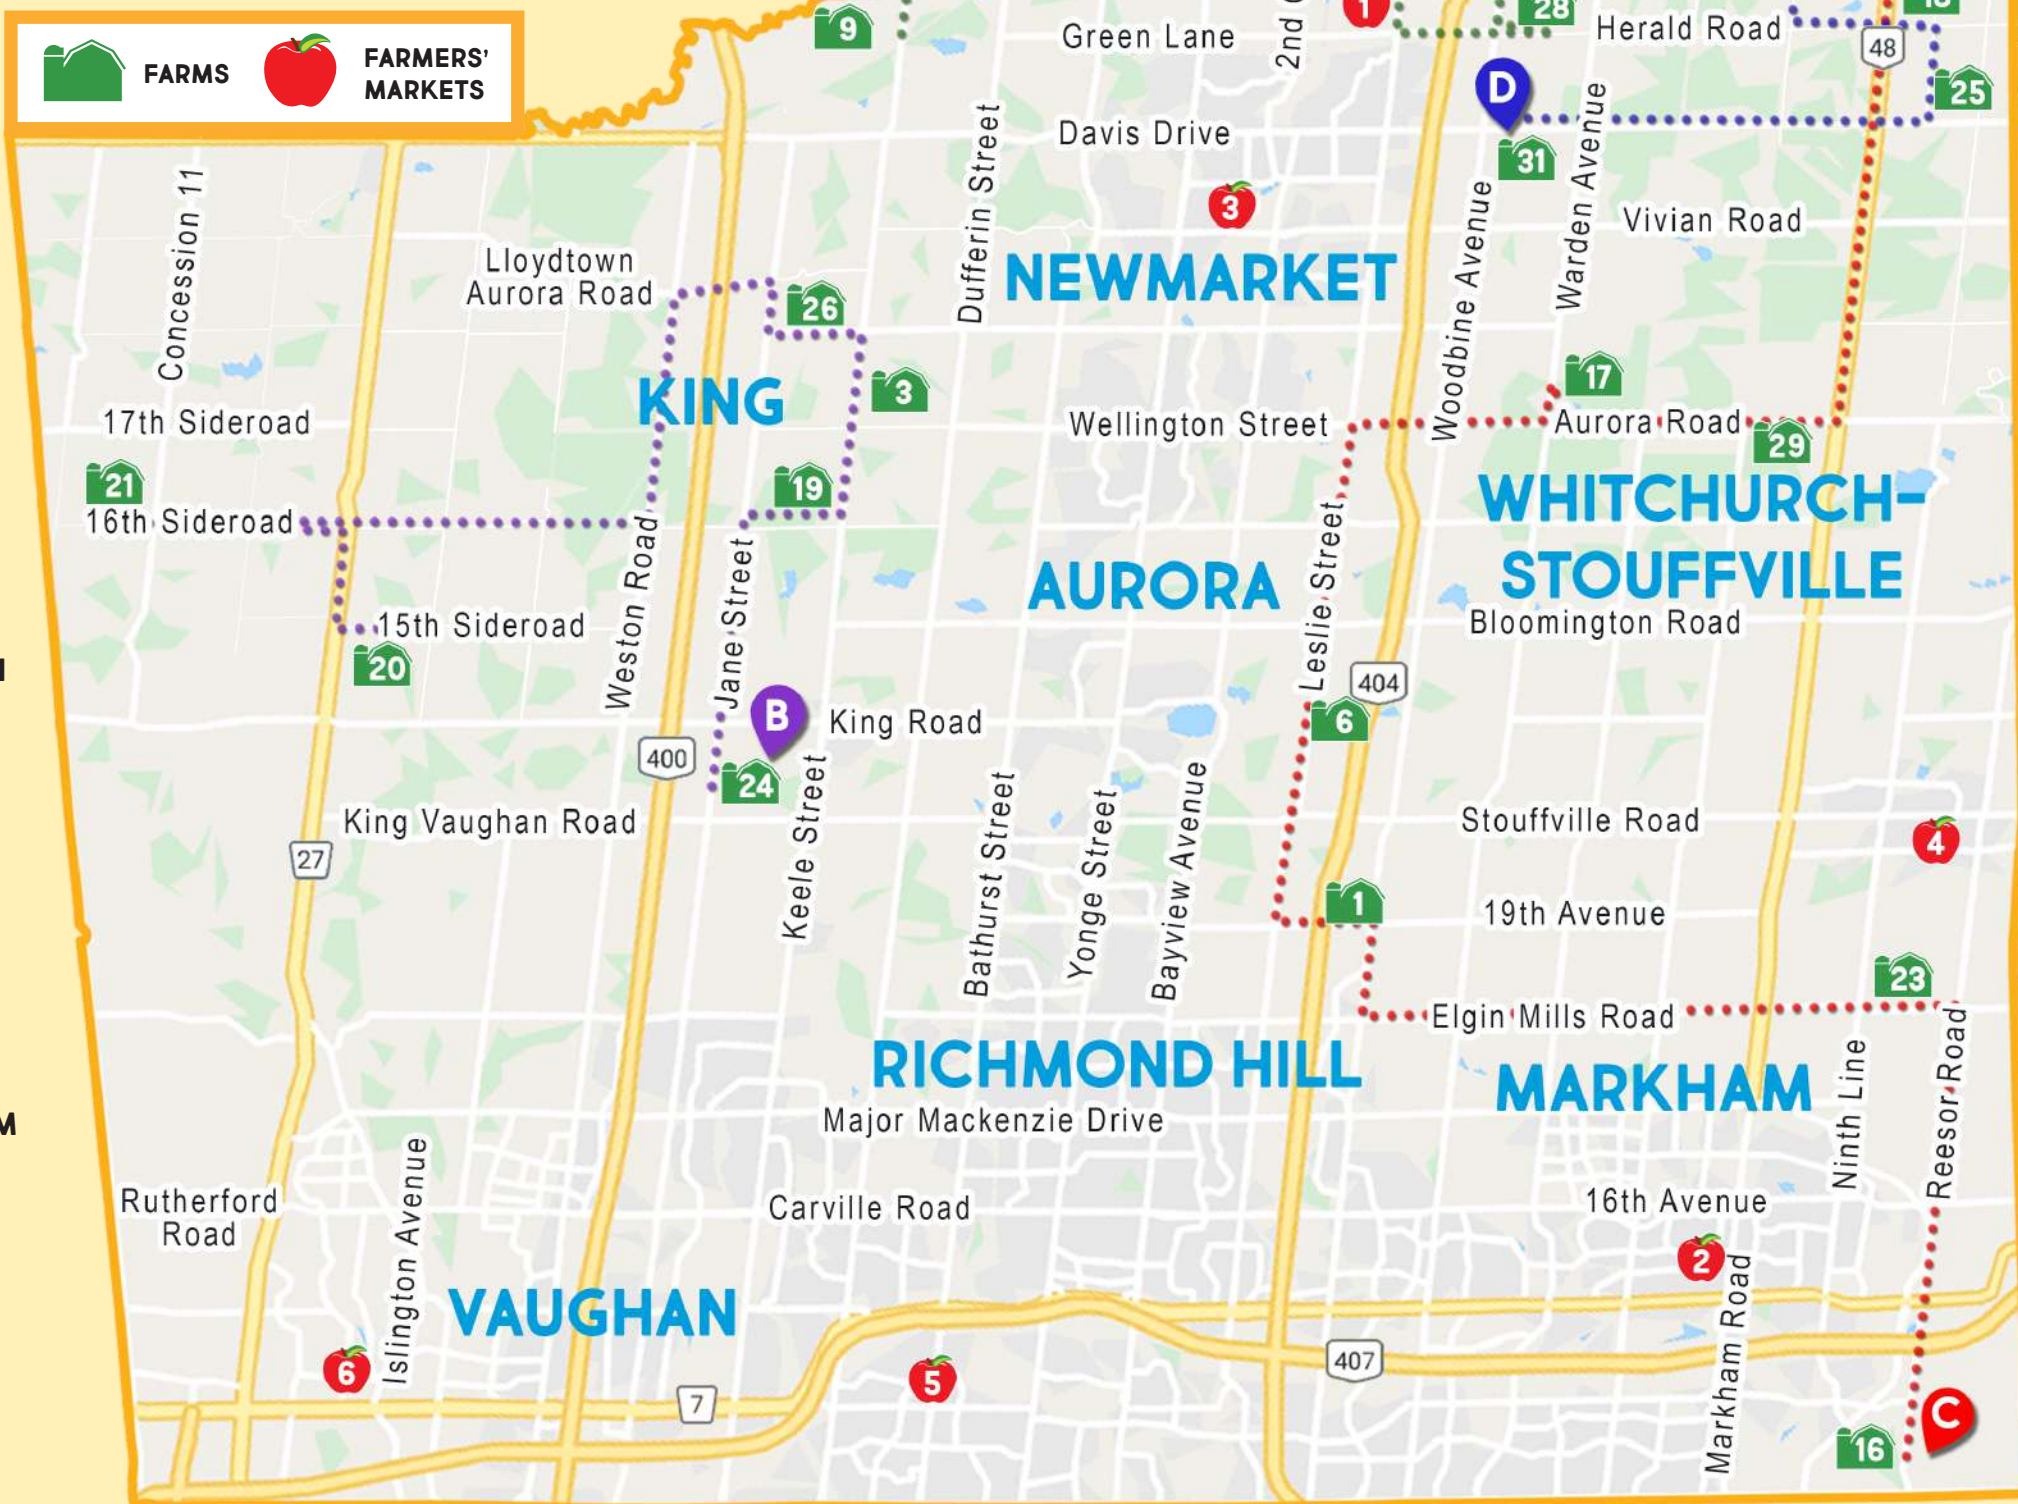 FARMS
FARMERS'
MARKETS
9
Green Lane
2nd
1
28
Herald Road
48
25
D
Davis Drive
31
Dufferin Street
Warden Avenue
3
Vivian Road
Concession 11
Lloydtown
Aurora Road
26
NEWMARKET
Woodbine Avenue
KING
3
17
17th Sideroad
Wellington Street
Aurora Road
29
21
19
WHITCHURCH-
STOUFFVILLE
16th Sideroad
Weston Road
Jane Street
AURORA
Leslie Street
15th Sideroad
20
Bloomington Road
404
B
King Road
6
400
24
Keele Street
King Vaughan Road
Bathurst Street
Yonge Street
Bayview Avenue
Stouffville Road
4
27
1
19th Avenue
23
Elgin Mills Road
RICHMOND HILL
MARKHAM
Ninth Line
Reesor Road
M
Major Mackenzie Drive
Rutherford
Road
Islington Avenue
Carville Road
16th Avenue
2
Markham Road
VAUGHAN
6
5
407
7
C
16